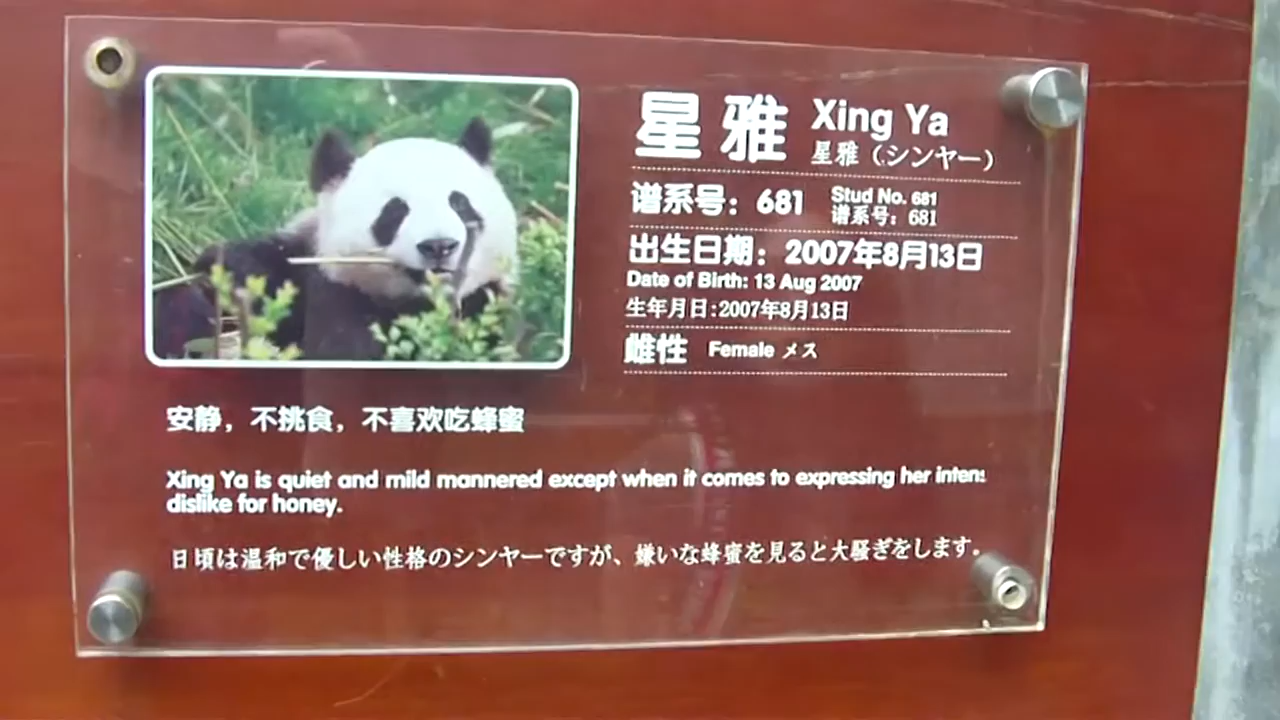 星雅 Xing Ya
星雅（シンヤー）
谱系号：681 Stud No. 681
谱系号：681
出生日期：2007年8月13日
Date of Birth: 13 Aug 2007
生年月日:2007年8月13日
雌性 Female メス
安静，不挑食，不喜欢吃蜂蜜
Xing Ya is quiet and mild mannered except when it comes to expressing her
dislike for honey.
日頃は温和で優しい性格のシンヤーですが、嫌いな蜂蜜を見ると大騒ぎをします。